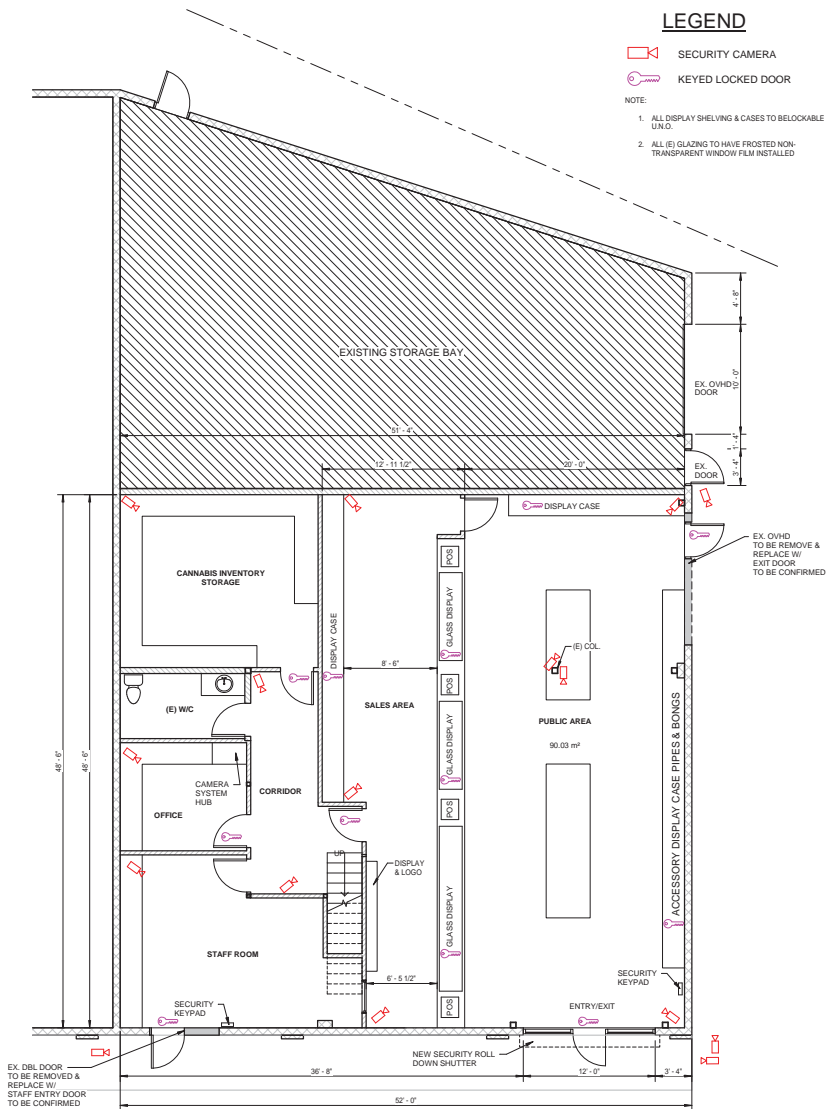 LEGEND
SECURITY CAMERA
KEYED LOCKED DOOR
NOTE:
1. ALL DISPLAY SHELVING & CASES TO BELOCKABLE
U.N.O.
2. ALL (E) GLAZING TO HAVE FROSTED NON-
TRANSPARENT WINDOW FILM INSTALLED
4' - 8"
EXISTING STORAGE BAY
EX. OVHD
DOOR
10' - 0"
51' - 4"
1' - 4"
12' - 11 1/2"
20' - 0"
EX.
DOOR
3' - 4"
DISPLAY CASE
EX. OVHD
TO BE REMOVE &
REPLACE W/
EXIT DOOR
TO BE CONFIRMED
POS
CANNABIS INVENTORY
STORAGE
DISPLAY CASE
GLASS DISPLAY
(E) COL.
8' - 6"
POS
(E) W/C
SALES AREA
PUBLIC AREA
90.03 m²
GLASS DISPLAY
ACCESSORY DISPLAY CASE PIPES & BONGS
48' - 6"
48' - 6"
CAMERA
SYSTEM
HUB
CORRIDOR
OFFICE
POS
UP
DISPLAY
& LOGO
GLASS DISPLAY
STAFF ROOM
6' - 5 1/2"
SECURITY
KEYPAD
SECURITY
KEYPAD
POS
ENTRY/EXIT
NEW SECURITY ROLL
DOWN SHUTTER
EX. DBL DOOR
TO BE REMOVED &
REPLACE W/
STAFF ENTRY DOOR
TO BE CONFIRMED
36' - 8"
12' - 0"
3' - 4"
52' - 0"